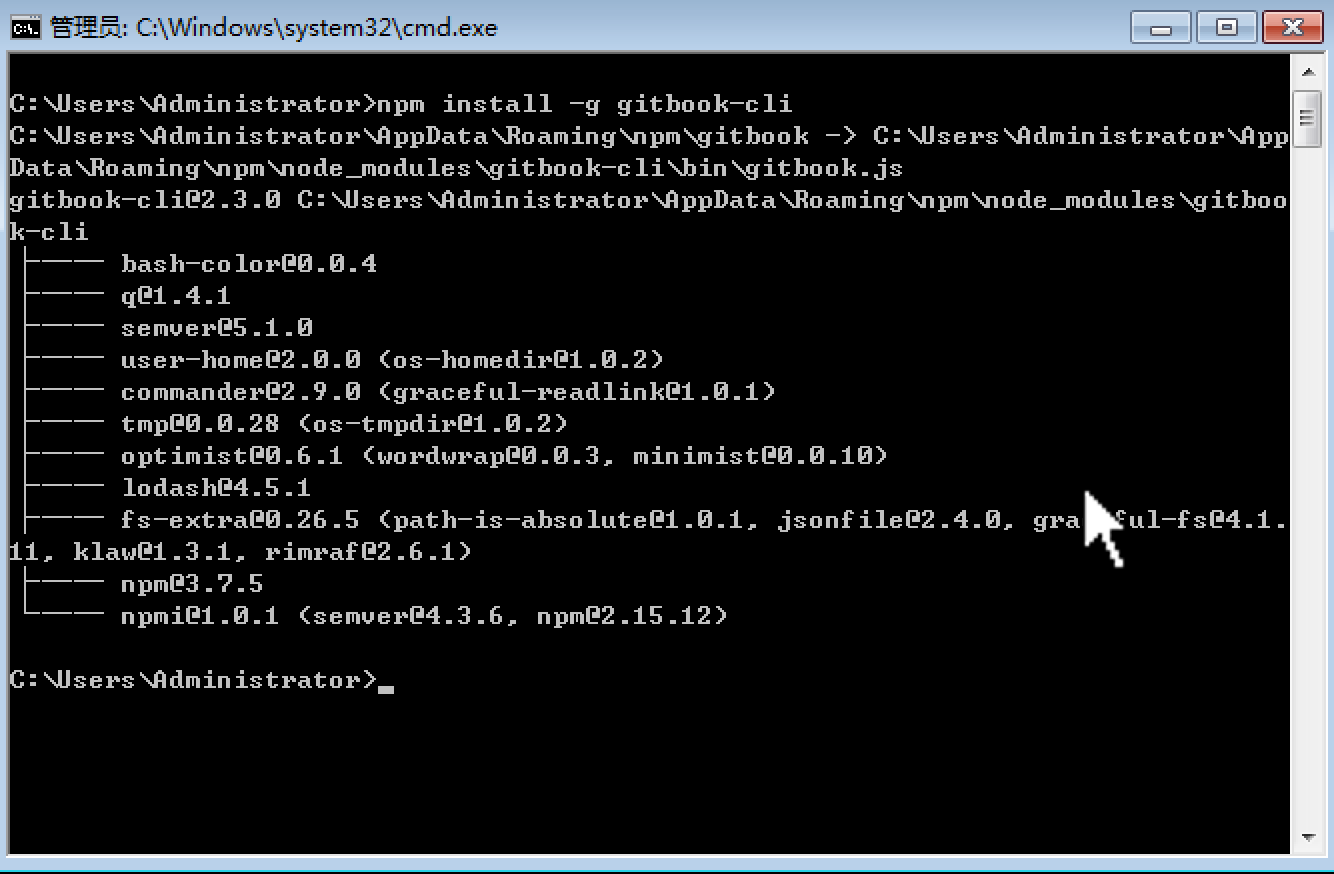 管理员: C:\Windows\system32\cmd.exe
C:\Users\Administrator>npm install -g gitbook-cli
C:\Users\Administrator\AppData\Roaming\npm\gitbook -> C:\Users\Administrator\App
Data\Roaming\npm\node_modules\gitbook-cli\bin\gitbook.js
gitbook-cli@2.3.0 C:\Users\Administrator\AppData\Roaming\npm\node_modules\gitboo
k-cli
├──── bash-color@0.0.4
├──── q@1.4.1
├──── semver@5.1.0
├──── user-home@2.0.0 (os-homedir@1.0.2)
├──── commander@2.9.0 (graceful-readlink@1.0.1)
├──── tmp@0.0.28 (os-tmpdir@1.0.2)
├──── optimist@0.6.1 (wordwrap@0.0.3, minimist@0.0.10)
├──── lodash@4.5.1
├──── fs-extra@0.26.5 (path-is-absolute@1.0.1, jsonfile@2.4.0, graceful-fs@4.1.
11, klaw@1.3.1, rimraf@2.6.1)
├──── npm@3.7.5
└──── npmi@1.0.1 (semver@4.3.6, npm@2.15.12)
C:\Users\Administrator>